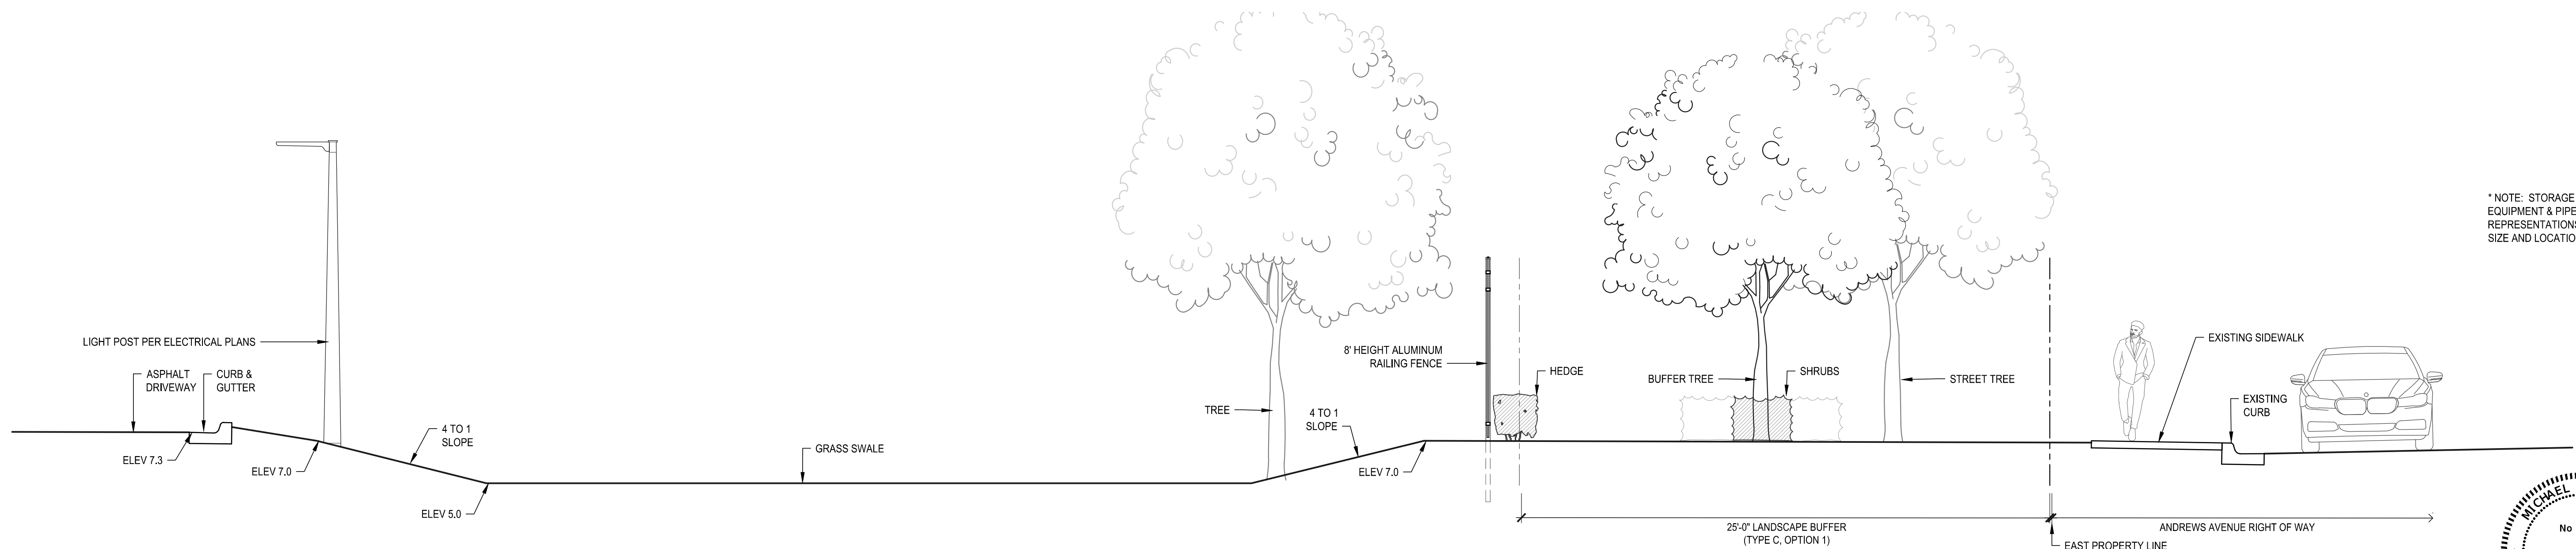 * NOTE: STORAGE
EQUIPMENT & PIPE
REPRESENTATIONS
SIZE AND LOCATIO
LIGHT POST PER ELECTRICAL PLANS
ASPHALT
DRIVEWAY
CURB &
GUTTER
ELEV 7.3
ELEV 7.0
4 TO 1
SLOPE
ELEV 5.0
GRASS SWALE
TREE
4 TO 1
SLOPE
ELEV 7.0
8' HEIGHT ALUMINUM
RAILING FENCE
HEDGE
BUFFER TREE
SHRUBS
STREET TREE
EXISTING SIDEWALK
EXISTING
CURB
25'-0" LANDSCAPE BUFFER
(TYPE C, OPTION 1)
ANDREWS AVENUE RIGHT OF WAY
EAST PROPERTY LINE
MICHAEL
No